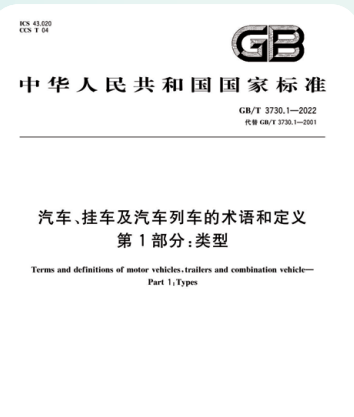 ICS 43.020
CCS T 04
GB
中华人民共和国国家标准
GB/T 3730.1—2022
代替 GB/T 3730.1—2001
汽车、挂车及汽车列车的术语和定义
第 1 部分:类型
Terms and definitions of motor vehicles,trailers and combination vehicle—
Part 1:Types